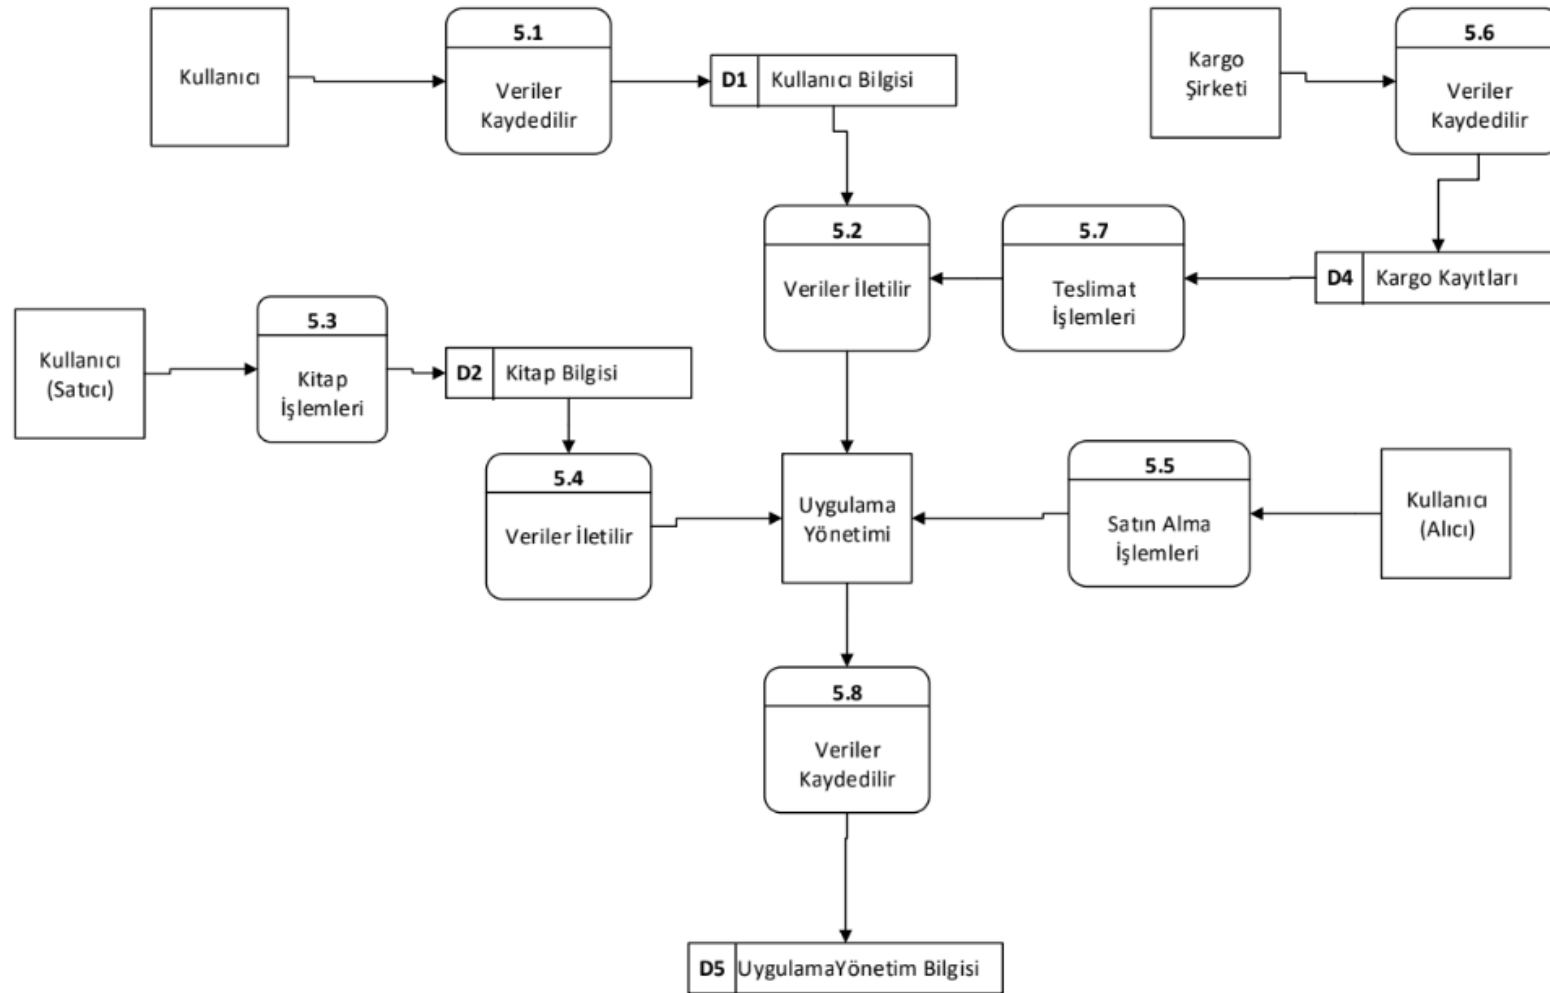 Kullanıcı
5.1
Veriler
Kaydedilir
D1 Kullanıcı Bilgisi
Kargo
Şirketi
5.6
Veriler
Kaydedilir
5.2
Veriler İletilir
5.7
Teslimat
İşlemleri
D4 Kargo Kayıtları
Kullanıcı
(Satıcı)
5.3
Kitap
İşlemleri
D2 Kitap Bilgisi
5.4
Veriler İletilir
Uygulama
Yönetimi
5.5
Satın Alma
İşlemleri
Kullanıcı
(Alıcı)
5.8
Veriler
Kaydedilir
D5 UygulamaYönetim Bilgisi